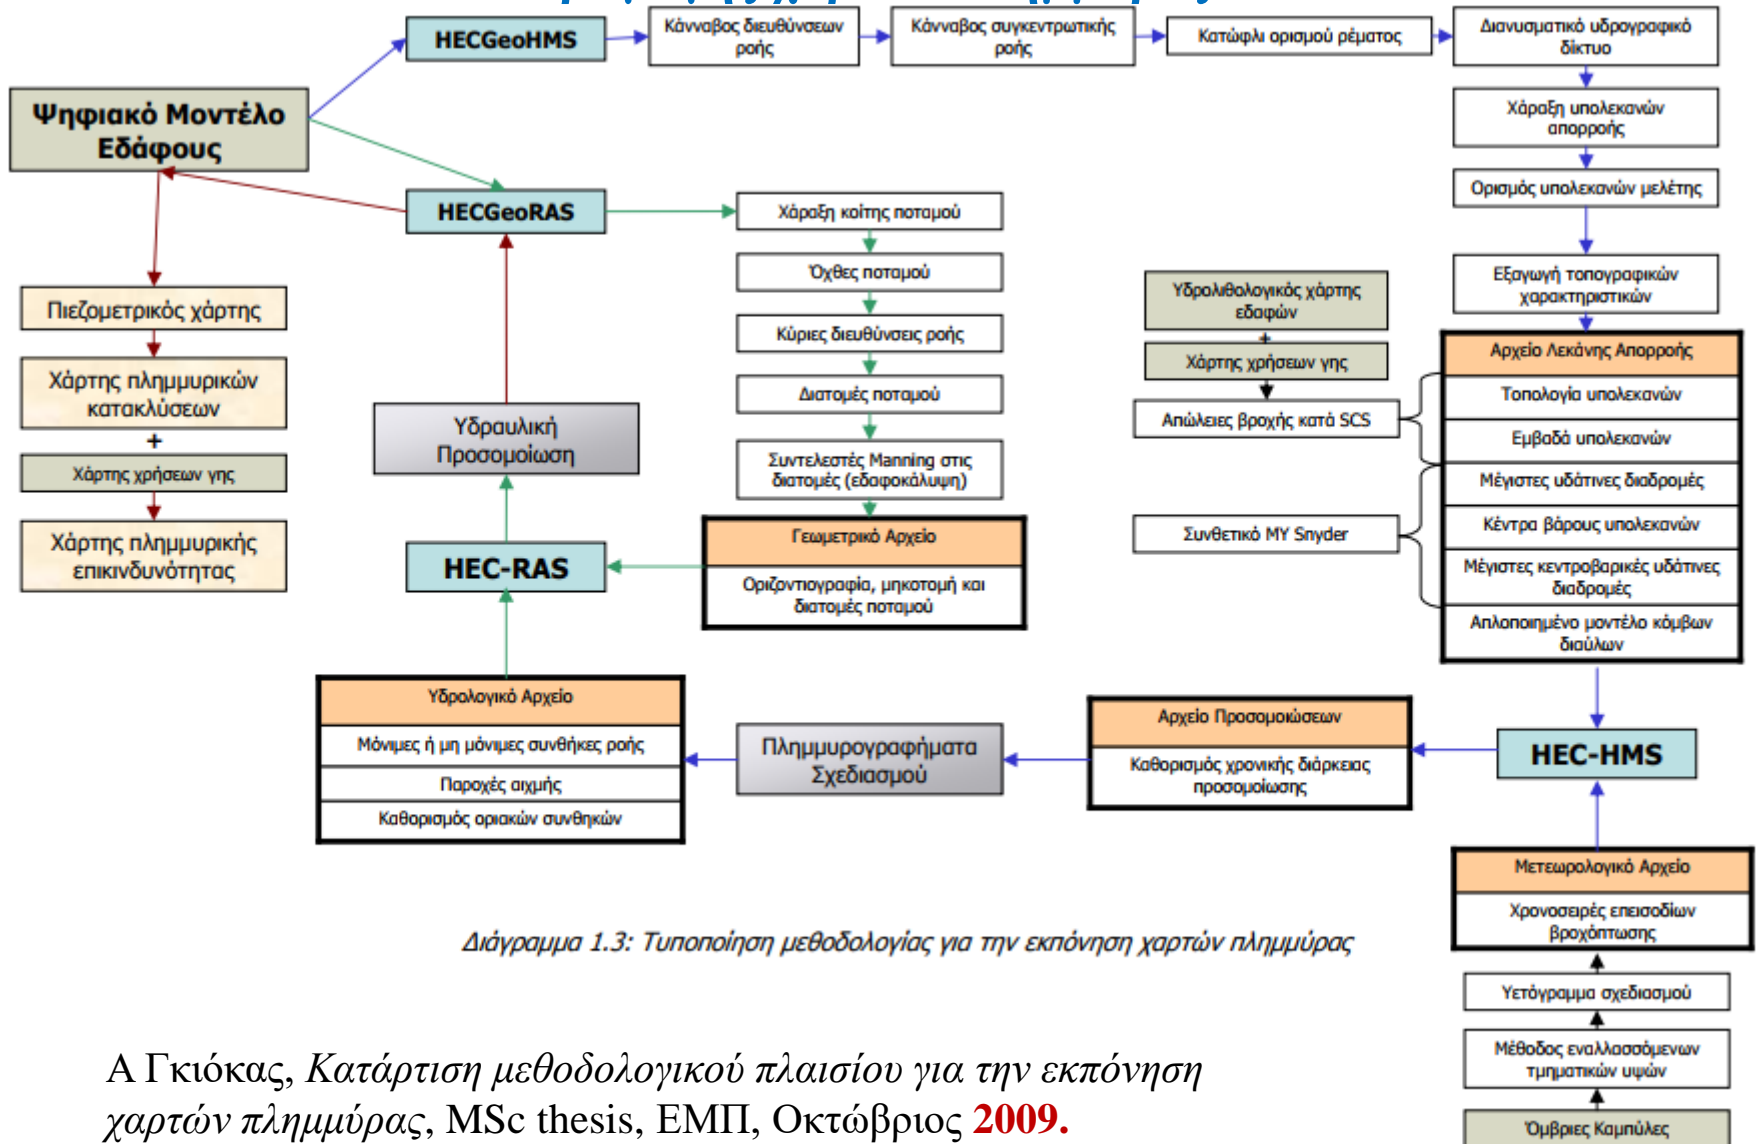 HECGeoHMS
Κάνναβος διευθύνσεων
ροής
Κάνναβος συγκεντρωτικής
ροής
Κατώφλι ορισμού ρέματος
Διανυσματικό υδρογραφικό
δίκτυο
Ψηφιακό Μοντέλο
Εδάφους
Χάραξη υπολεκανών
απορροής
Ορισμός υπολεκανών μελέτης
HECGeoRAS
Χάραξη κοίτης ποταμού
Όχθες ποταμού
Εξαγωγή τοπογραφικών
χαρακτηριστικών
Υδρολιθολογικός χάρτης
εδαφών
+
Χάρτης χρήσεων γης
Πιεζομετρικός χάρτης
Κύριες διευθύνσεις ροής
Χάρτης πλημμυρικών
κατακλύσεων
+
Χάρτης χρήσεων γης
Χάρτης πλημμυρικής
επικινδυνότητας
Διατομές ποταμού
Απώλειες βροχής κατά SCS
Υδραυλική
Προσομοίωση
Συντελεστές Manning στις
διατομές (εδαφοκάλυψη)
Αρχείο Λεκάνης Απορροής
Τοπολογία υπολεκανών
Εμβαδά υπολεκανών
Μέγιστες υδάτινες διαδρομές
Κέντρα βάρους υπολεκανών
Μέγιστες κεντροβαρικές υδάτινες
διαδρομές
Απλοποιημένο μοντέλο κόμβων
διαύλων
Συνθετικό ΜΥ Snyder
HEC-RAS
Γεωμετρικό Αρχείο
Οριζοντιογραφία, μηκοτομή και
διατομές ποταμού
Υδρολογικό Αρχείο
Μόνιμες ή μη μόνιμες συνθήκες ροής
Παροχές αιχμής
Καθορισμός οριακών συνθηκών
Πλημμυρογραφήματα
Σχεδιασμού
Αρχείο Προσομοιώσεων
Καθορισμός χρονικής διάρκειας
προσομοίωσης
HEC-HMS
Μετεωρολογικό Αρχείο
Χρονοσειρές επεισοδίων
βροχόπτωσης
Υετόγραμμα σχεδιασμού
Μέθοδος εναλλασσόμενων
τμηματικών υψών
Όμβριες Καμπύλες
Διάγραμμα 1.3: Τυποποίηση μεθοδολογίας για την εκπόνηση χαρτών πλημμύρας
Α Γκιόκας, Κατάρτιση μεθοδολογικού πλαισίου για την εκπόνηση
χαρτών πλημμύρας, MSc thesis, ΕΜΠ, Οκτώβριος 2009.